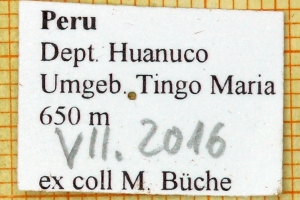 Peru
Dept. Huanuco
Umgeb. Tingo Maria
650 m
VII. 2016
ex coll M. Büche